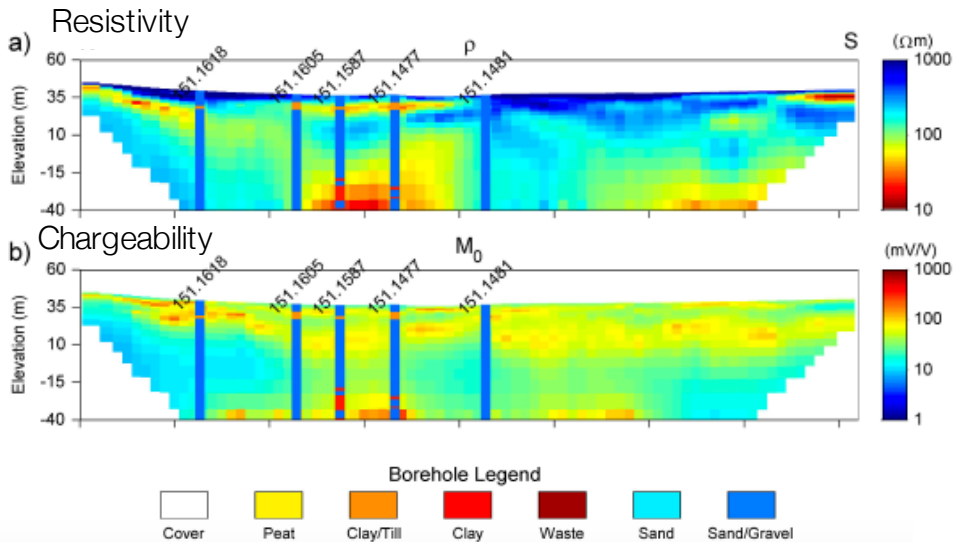 Resistivity
a)
ρ
S
(Ωm)
151.1618
151.1605
151.1587
151.1477
151.1481
60
35
10
-15
-40
Elevation (m)
1000
100
10
b)
Chargeability
M0
(mV/V)
151.1618
151.1605
151.1587
151.1477
151.1481
60
35
10
-15
-40
Elevation (m)
1000
100
10
1
Borehole Legend
Cover Peat Clay/Till Clay Waste Sand Sand/Gravel